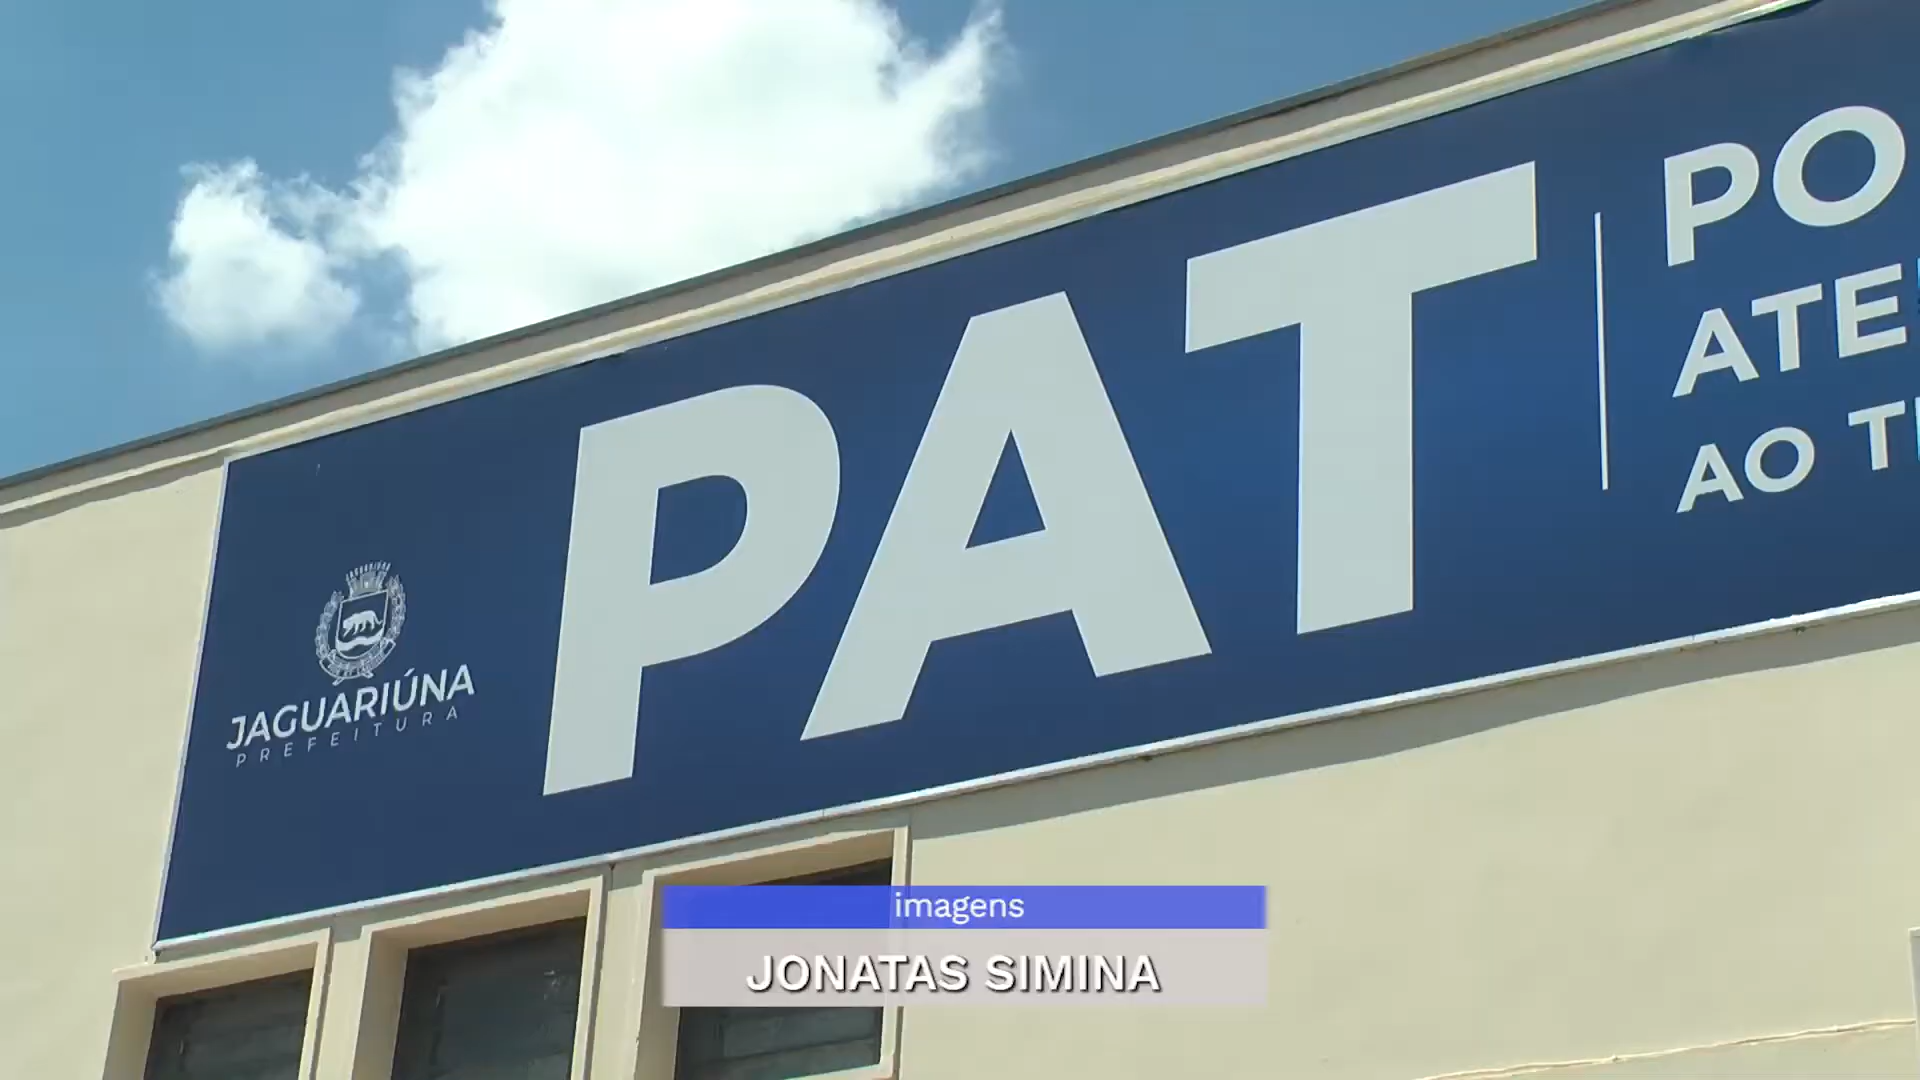 JAGUARIÚNA
PREFEITURA
PAT
PO
ATE
AO T
imagens
JONATAS SIMINA